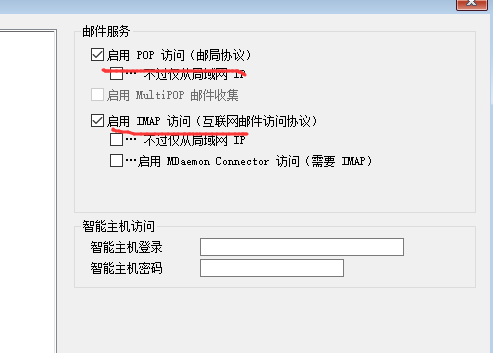 邮件服务
启用 POP 访问（邮局协议）
… 不过仅从局域网 IP
启用 MultiPOP 邮件收集
启用 IMAP 访问（互联网邮件访问协议）
… 不过仅从局域网 IP
…启用 MDaemon Connector 访问（需要 IMAP）
智能主机访问
智能主机登录
智能主机密码